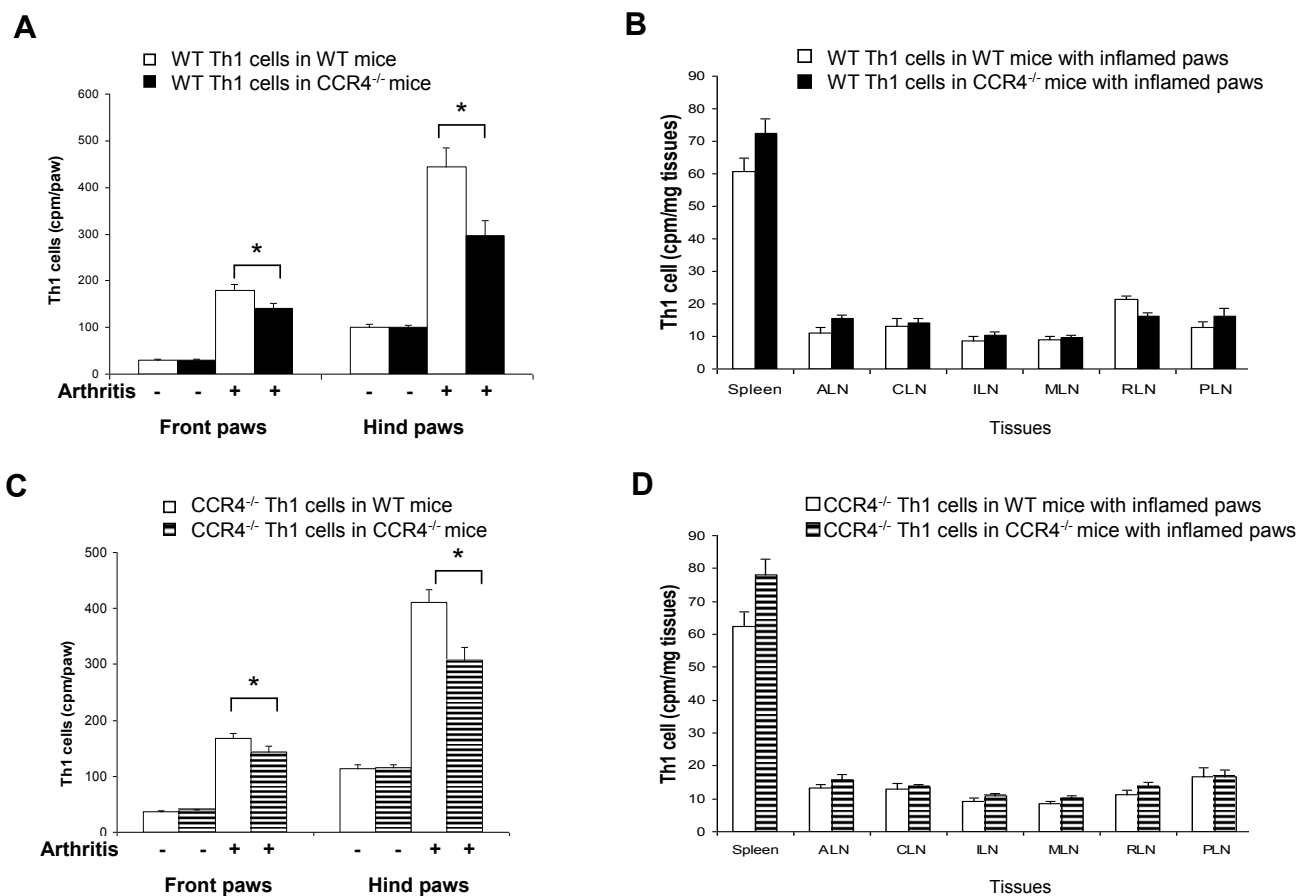 A
WT Th1 cells in WT mice
WT Th1 cells in CCR4-/- mice
Th1 cells (cpm/paw)
600
500
400
300
200
100
0
*
*
Arthritis - - + + - - + +
Front paws Hind paws
B
WT Th1 cells in WT mice with inflamed paws
WT Th1 cells in CCR4-/- mice with inflamed paws
Th1 cell (cpm/mg tissues)
90
80
70
60
50
40
30
20
10
0
Spleen ALN CLN ILN MLN RLN PLN
Tissues
C
CCR4-/- Th1 cells in WT mice
CCR4-/- Th1 cells in CCR4-/- mice
Th1 cells (cpm/paw)
500
400
300
200
100
0
*
*
Arthritis - - + + - - + +
Front paws Hind paws
D
CCR4-/- Th1 cells in WT mice with inflamed paws
CCR4-/- Th1 cells in CCR4-/- mice with inflamed paws
Th1 cell (cpm/mg tissues)
90
80
70
60
50
40
30
20
10
0
Spleen ALN CLN ILN MLN RLN PLN
Tissues